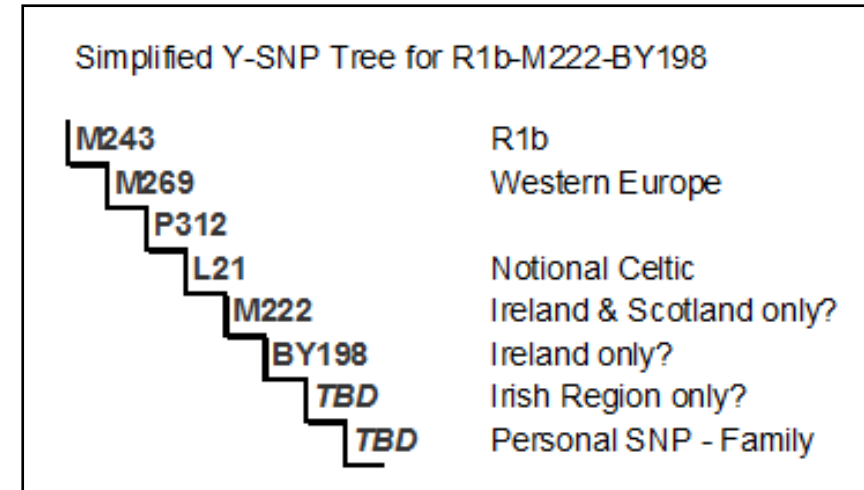 Simplified Y-SNP Tree for R1b-M222-BY198
M243 R1b
M269 Western Europe
P312
L21 Notional Celtic
M222 Ireland & Scotland only?
BY198 Ireland only?
TBD Irish Region only?
TBD Personal SNP - Family